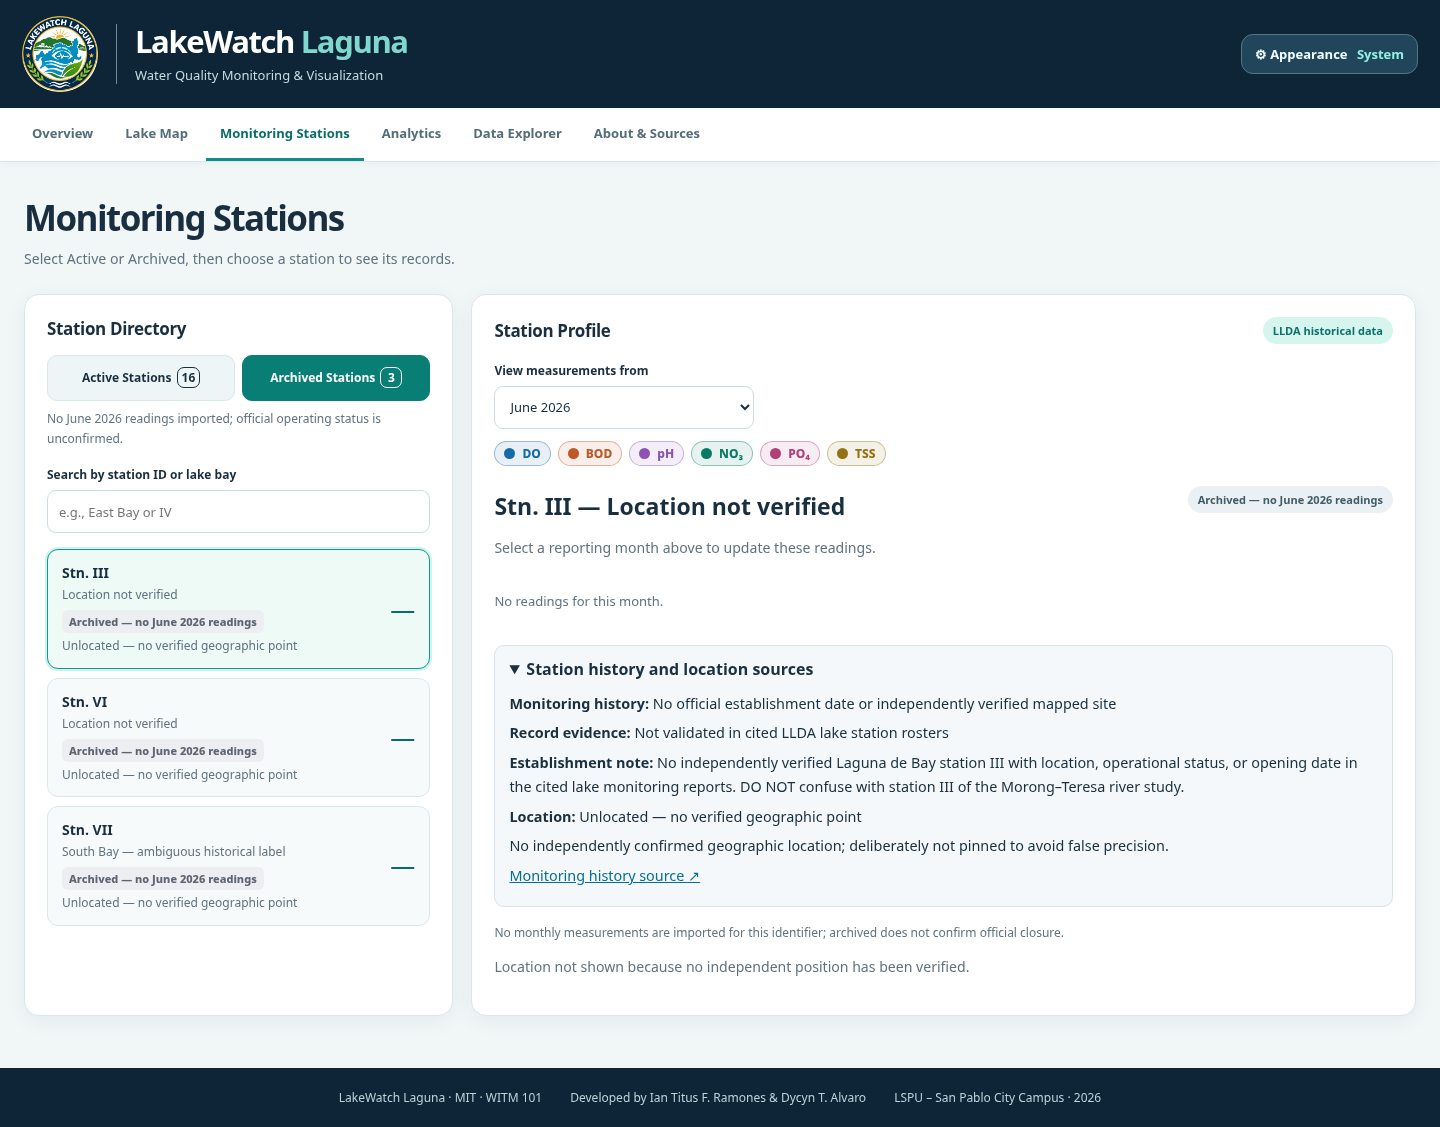 LAKEWATCH LAGUNA
LakeWatch Laguna
Water Quality Monitoring & Visualization
⚙ Appearance System
Overview
Lake Map
Monitoring Stations
Analytics
Data Explorer
About & Sources
Monitoring Stations
Select Active or Archived, then choose a station to see its records.
Station Directory
Active Stations 16
Archived Stations 3
No June 2026 readings imported; official operating status is
unconfirmed.
Search by station ID or lake bay
e.g., East Bay or IV
Stn. III
Location not verified
Archived — no June 2026 readings
Unlocated — no verified geographic point
—
Stn. VI
Location not verified
Archived — no June 2026 readings
Unlocated — no verified geographic point
—
Stn. VII
South Bay — ambiguous historical label
Archived — no June 2026 readings
Unlocated — no verified geographic point
—
Station Profile
LLDA historical data
View measurements from
June 2026
DO
BOD
pH
NO₃
PO₄
TSS
Stn. III — Location not verified
Archived — no June 2026 readings
Select a reporting month above to update these readings.
No readings for this month.
▼ Station history and location sources
Monitoring history: No official establishment date or independently verified mapped site
Record evidence: Not validated in cited LLDA lake station rosters
Establishment note: No independently verified Laguna de Bay station III with location, operational status, or opening date in
the cited lake monitoring reports. DO NOT confuse with station III of the Morong–Teresa river study.
Location: Unlocated — no verified geographic point
No independently confirmed geographic location; deliberately not pinned to avoid false precision.
Monitoring history source ↗
No monthly measurements are imported for this identifier; archived does not confirm official closure.
Location not shown because no independent position has been verified.
LakeWatch Laguna · MIT · WITM 101
Developed by Ian Titus F. Ramones & Dycyn T. Alvaro
LSPU – San Pablo City Campus · 2026